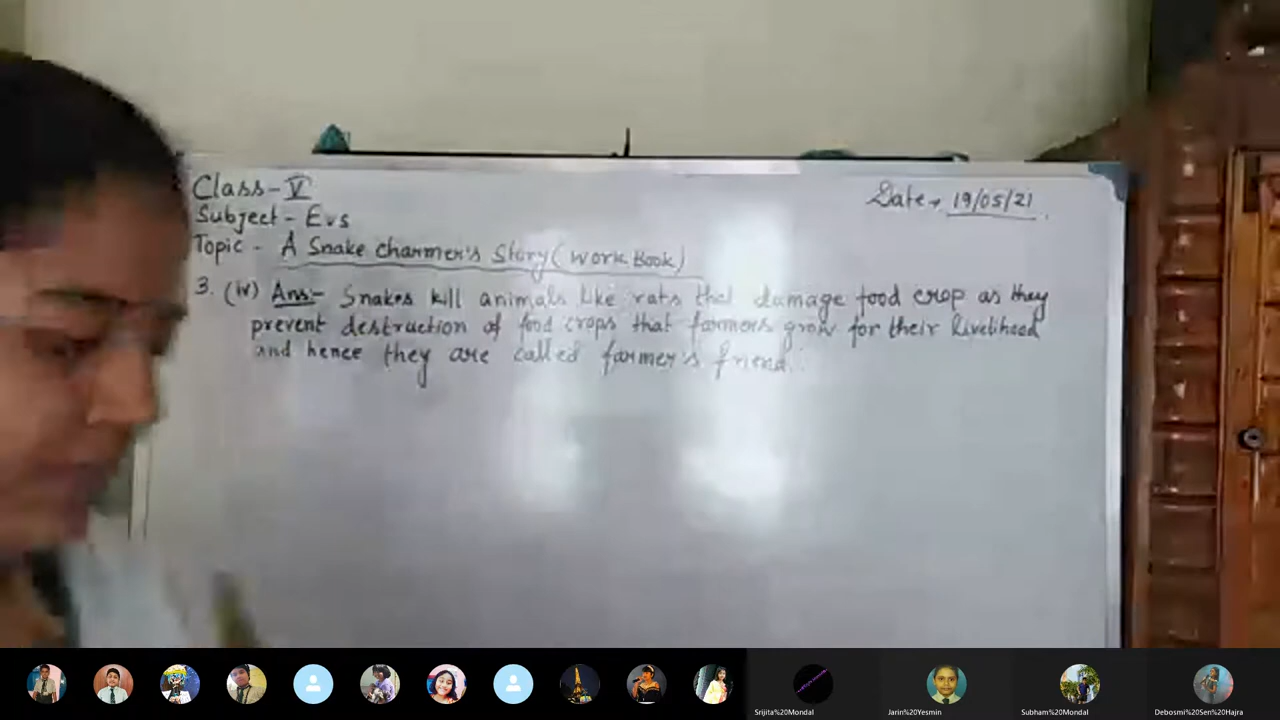 Class-V
Date → 19/05/21
Subject - Evs
Topic - A Snake charmer's Story (Work Book)
3. (iv) Ans:- Snakes kill animals like rats that damage food crop as they
prevent destruction of food crops that farmers grow for their livelihood
and hence they are called farmer's friend.
Srijita%20Mondal
Jarin%20Yesmin
Subham%20Mondal
Debosmi%20Sen%20Hajra